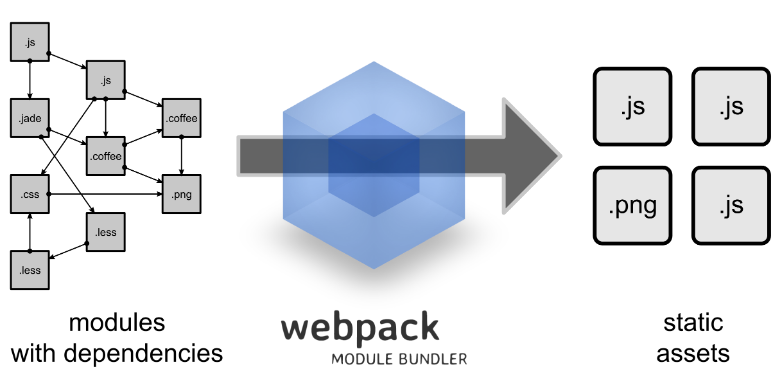 .js
.js
.jade
.coffee
.coffee
.css
.png
.less
.less
modules
with dependencies
webpack
MODULE BUNDLER
.js
.js
.png
.js
static
assets